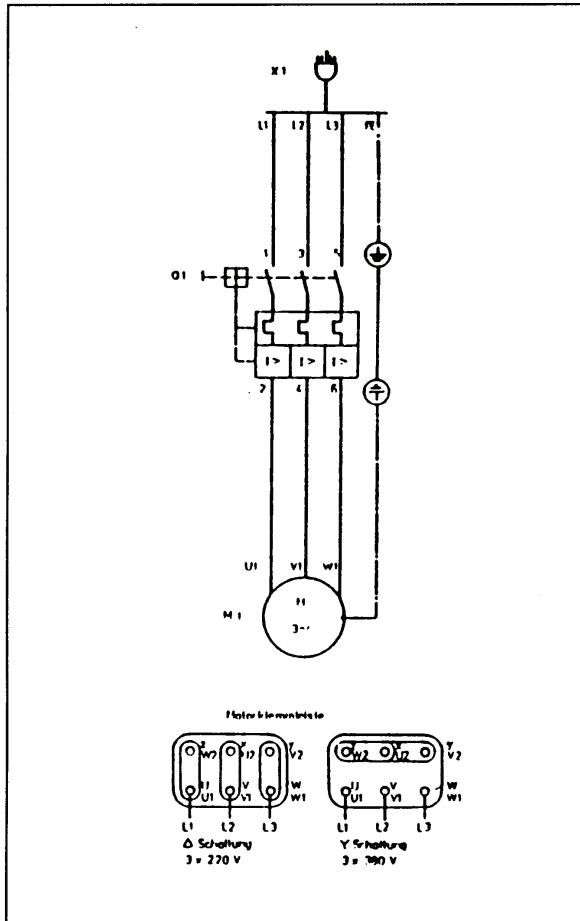 X1
L1 L2 L3 PE
1 3 5
Q1
I> I> I>
2 4 6
U1 V1 W1
M1
M
3~
Motorklemmleiste
Z X Y
W2 U2 V2
U V W
U1 V1 W1
L1 L2 L3
Δ Schaltung
3 x 220 V
Z X Y
W2 U2 V2
U V W
U1 V1 W1
L1 L2 L3
Y Schaltung
3 x 380 V